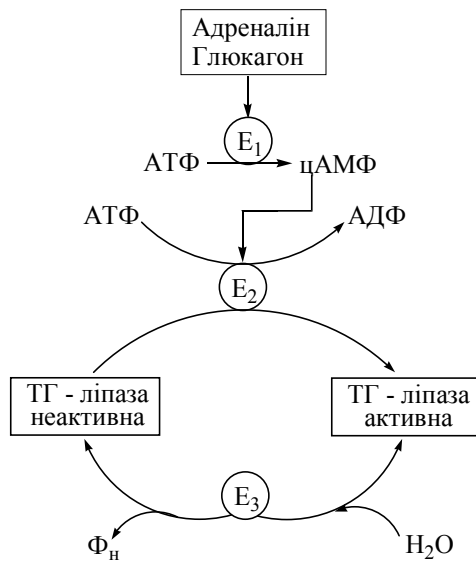 Адреналін
Глюкагон
E1
АТФ цАМФ
АТФ АДФ
E2
ТГ - ліпаза
неактивна
ТГ - ліпаза
активна
E3
Фн
H2O